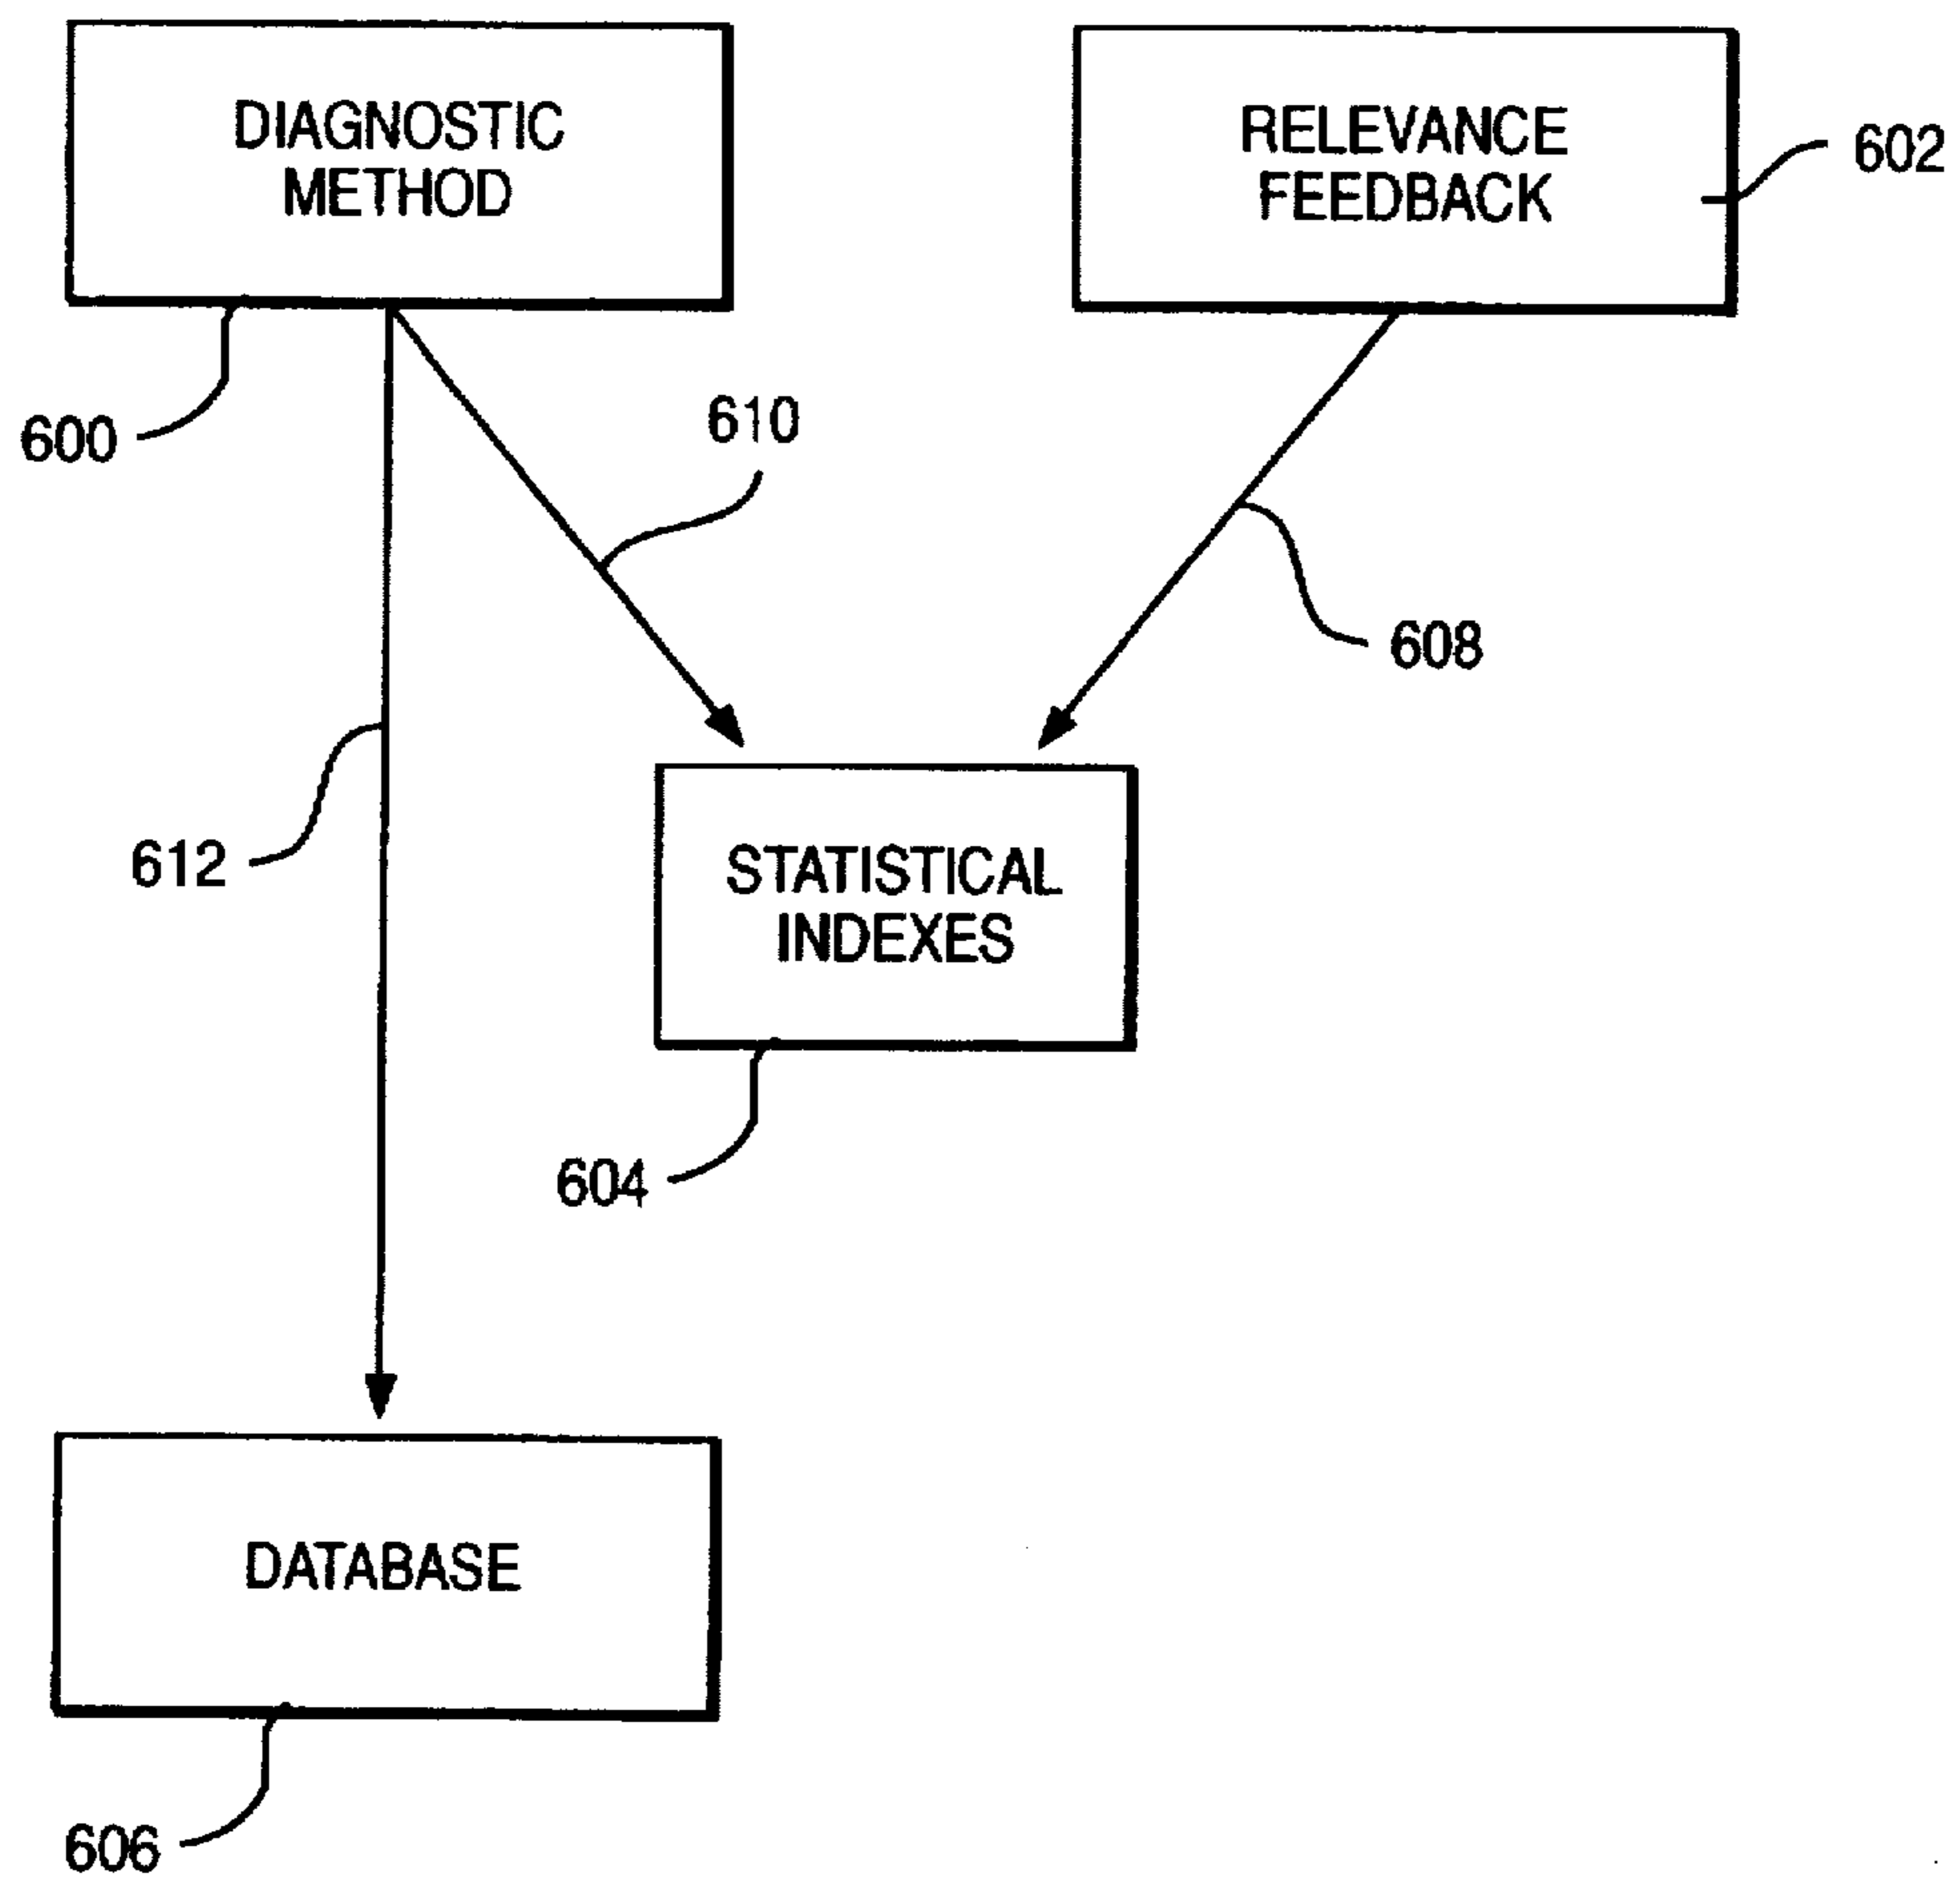 DIAGNOSTIC
METHOD
RELEVANCE
FEEDBACK
602
600
610
608
612
STATISTICAL
INDEXES
604
DATABASE
606